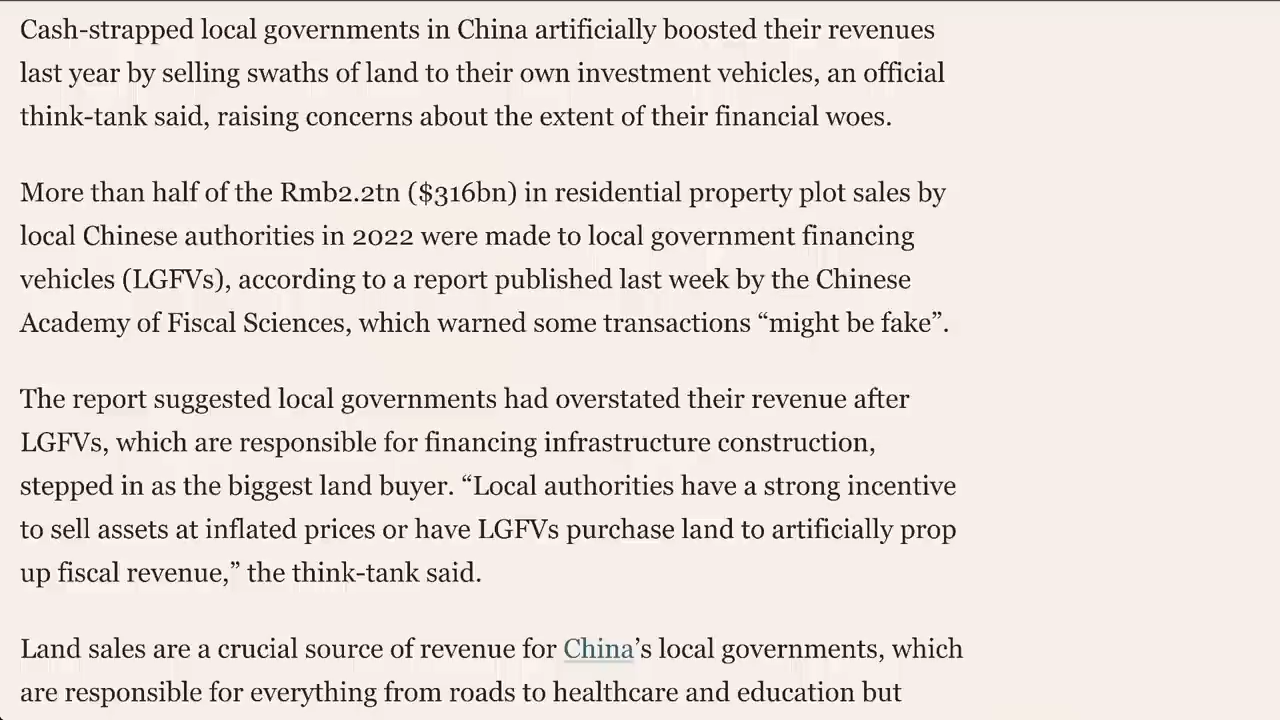 Cash-strapped local governments in China artificially boosted their revenues
last year by selling swaths of land to their own investment vehicles, an official
think-tank said, raising concerns about the extent of their financial woes.
More than half of the Rmb2.2tn ($316bn) in residential property plot sales by
local Chinese authorities in 2022 were made to local government financing
vehicles (LGFVs), according to a report published last week by the Chinese
Academy of Fiscal Sciences, which warned some transactions “might be fake”.
The report suggested local governments had overstated their revenue after
LGFVs, which are responsible for financing infrastructure construction,
stepped in as the biggest land buyer. “Local authorities have a strong incentive
to sell assets at inflated prices or have LGFVs purchase land to artificially prop
up fiscal revenue,” the think-tank said.
Land sales are a crucial source of revenue for China’s local governments, which
are responsible for everything from roads to healthcare and education but